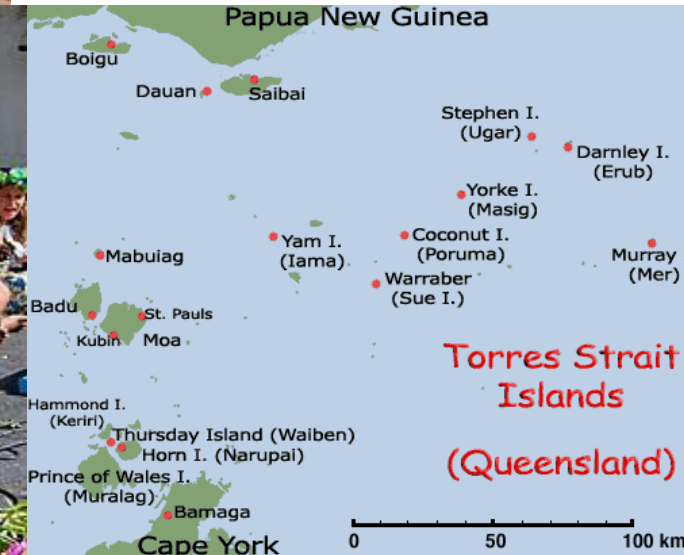 Papua New Guinea
Boigu
Dauan
Saibai
Stephen I.
(Ugar)
Darnley I.
(Erub)
Yorke I.
(Masig)
Yam I.
(Iama)
Coconut I.
(Poruma)
Murray
(Mer)
Mabuiag
Warraber
(Sue I.)
Badu
St. Pauls
Kubin
Moa
Torres Strait
Islands
(Queensland)
Hammond I.
(Keriri)
Thursday Island (Waiben)
Horn I. (Narupai)
Prince of Wales I.
(Muralag)
Bamaga
Cape York
0 50 100 km